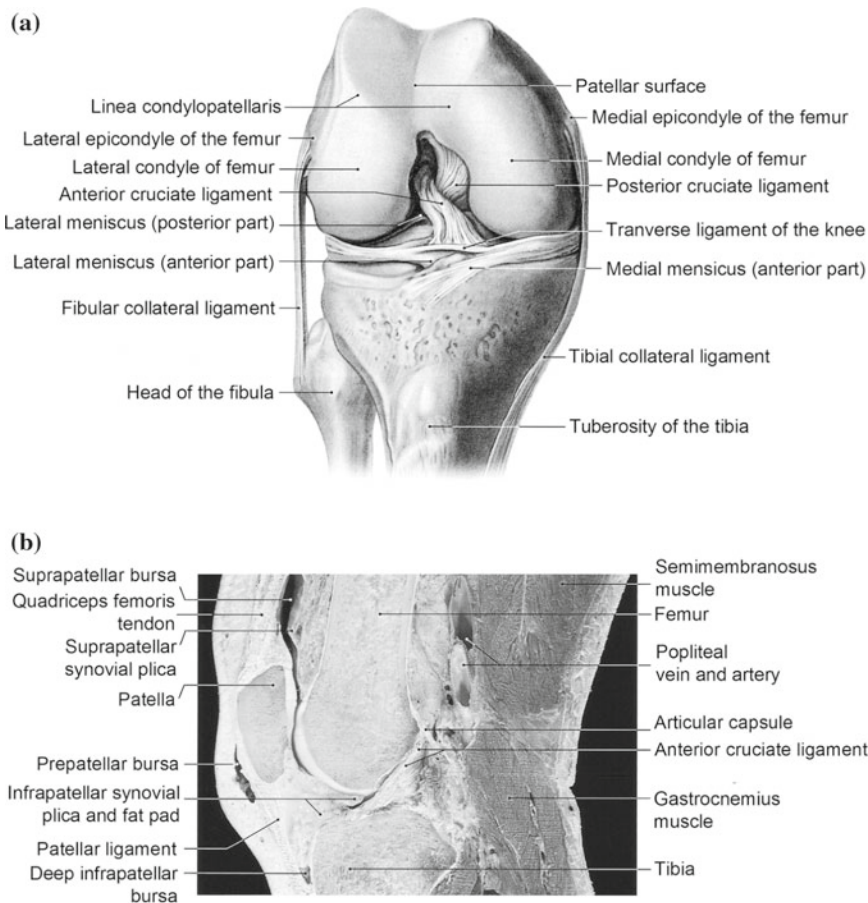 (a)
Linea condylopatellaris
Lateral epicondyle of the femur
Lateral condyle of femur
Anterior cruciate ligament
Lateral meniscus (posterior part)
Lateral meniscus (anterior part)
Fibular collateral ligament
Head of the fibula
Patellar surface
Medial epicondyle of the femur
Medial condyle of femur
Posterior cruciate ligament
Tranverse ligament of the knee
Medial mensicus (anterior part)
Tibial collateral ligament
Tuberosity of the tibia
(b)
Suprapatellar bursa
Quadriceps femoris
tendon
Suprapatellar
synovial plica
Patella
Prepatellar bursa
Infrapatellar synovial
plica and fat pad
Patellar ligament
Deep infrapatellar
bursa
Semimembranosus
muscle
Femur
Popliteal
vein and artery
Articular capsule
Anterior cruciate ligament
Gastrocnemius
muscle
Tibia